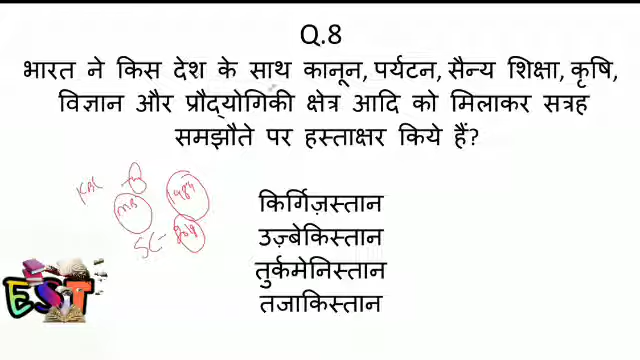 Q.8
भारत ने किस देश के साथ कानून, पर्यटन, सैन्य शिक्षा, कृषि,
विज्ञान और प्रौद्योगिकी क्षेत्र आदि को मिलाकर सत्रह
समझौते पर हस्ताक्षर किये हैं?
किर्गिज़स्तान
उज़्बेकिस्तान
तुर्कमेनिस्तान
तजाकिस्तान
EST